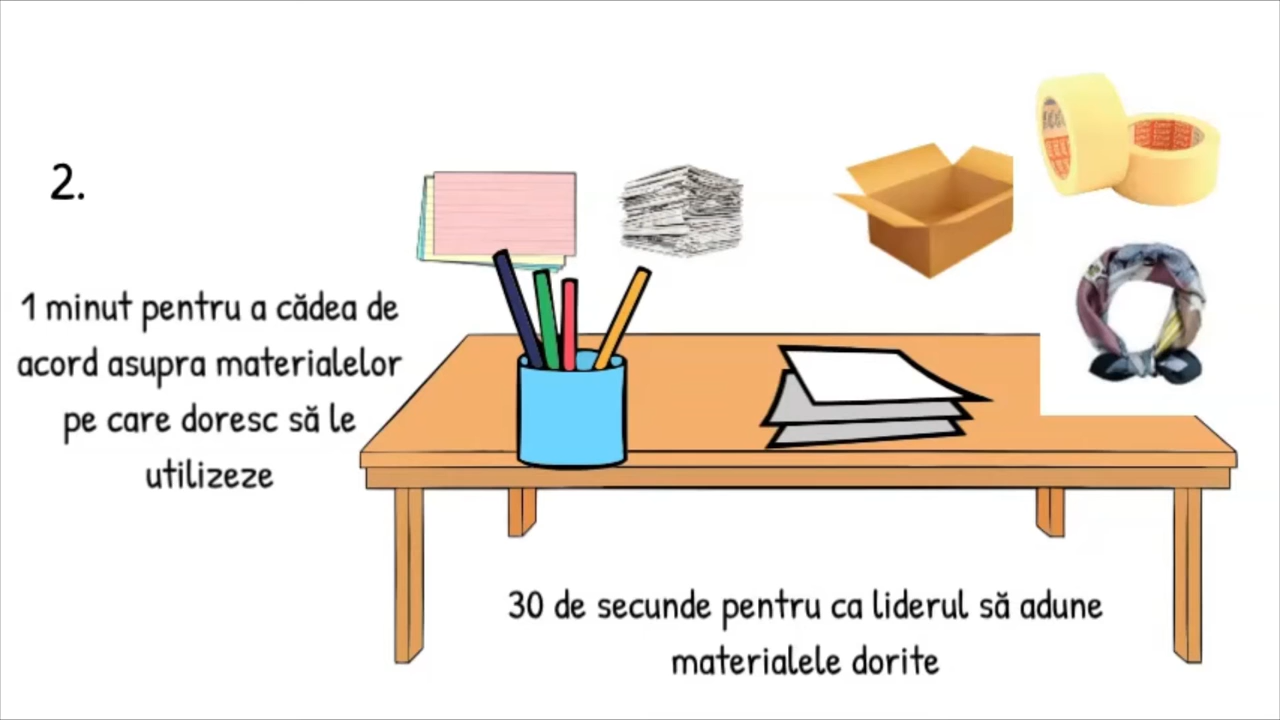 2.
1 minut pentru a cădea de
acord asupra materialelor
pe care doresc să le
utilizeze
30 de secunde pentru ca liderul să adune
materialele dorite